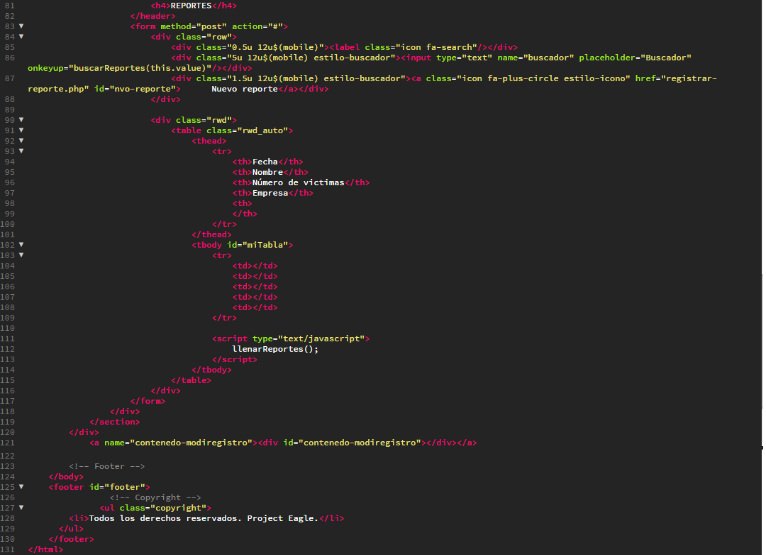 81 <h4>REPORTES</h4>
82 </header>
83 ▼ <form method="post" action="#">
84 ▼ <div class="row">
85 <div class="0.5u 12u$(mobile)"><label class="icon fa-search"/></div>
86 <div class="5u 12u$(mobile) estilo-buscador"><input type="text" name="buscador" placeholder="Buscador"
onkeyup="buscarReportes(this.value)"/></div>
87 <div class="1.5u 12u$(mobile)"><a class="icon fa-plus-circle estilo-icono" href="registrar-
reporte.php" id="nvo-reporte"> Nuevo reporte</a></div>
88 </div>
89
90 ▼ <div class="rwd">
91 ▼ <table class="rwd_auto">
92 ▼ <thead>
93 ▼ <tr>
94 <th>Fecha</th>
95 <th>Nombre</th>
96 <th>Número de victimas</th>
97 <th>Empresa</th>
98 <th>
99 </th>
100 </tr>
101 </thead>
102 ▼ <tbody id="miTabla">
103 ▼ <tr>
104 <td></td>
105 <td></td>
106 <td></td>
107 <td></td>
108 <td></td>
109 </tr>
110
111 <script type="text/javascript">
112 llenarReportes();
113 </script>
114 </tbody>
115 </table>
116 </div>
117 </form>
118 </div>
119 </section>
120 </div>
121 <a name="contenedo-modiregistro"><div id="contenedo-modiregistro"></div></a>
122
123 <!-- Footer -->
124 </body>
125 ▼ <footer id="footer">
126 <!-- Copyright -->
127 ▼ <ul class="copyright">
128 <li>Todos los derechos reservados. Project Eagle.</li>
129 </ul>
130 </footer>
131 </html>